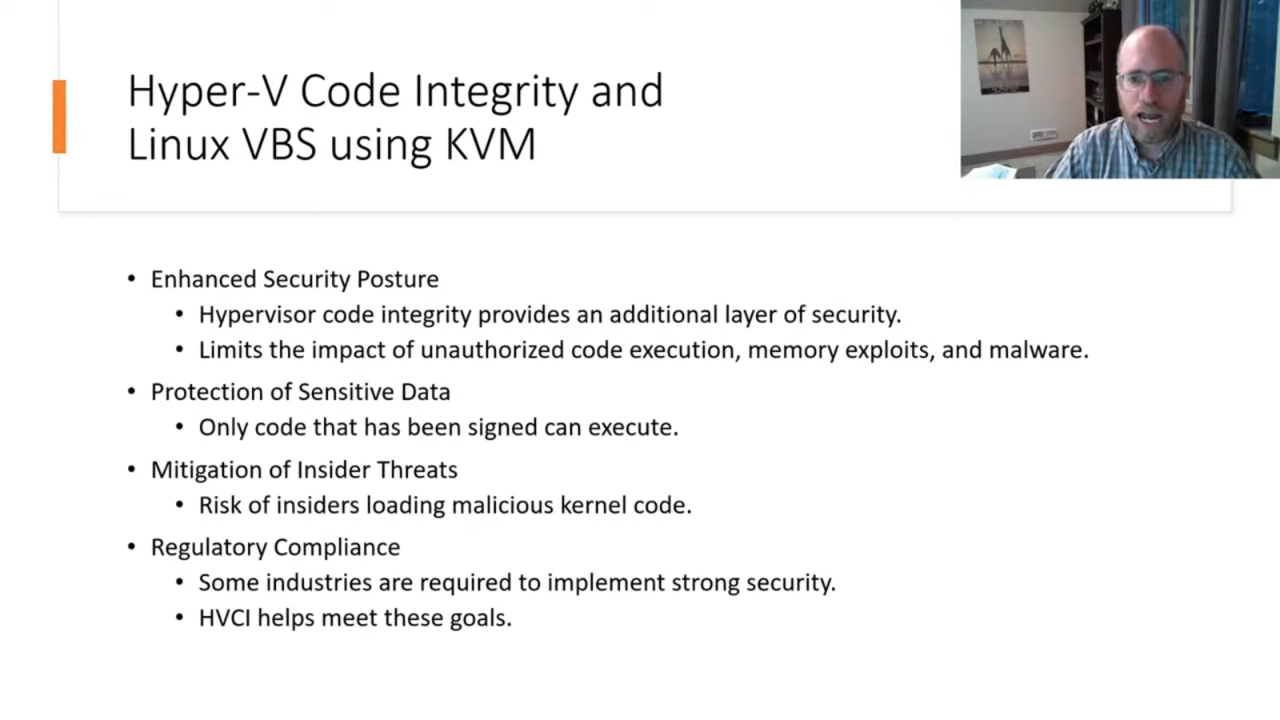 Hyper-V Code Integrity and
Linux VBS using KVM
• Enhanced Security Posture
• Hypervisor code integrity provides an additional layer of security.
• Limits the impact of unauthorized code execution, memory exploits, and malware.
• Protection of Sensitive Data
• Only code that has been signed can execute.
• Mitigation of Insider Threats
• Risk of insiders loading malicious kernel code.
• Regulatory Compliance
• Some industries are required to implement strong security.
• HVCI helps meet these goals.